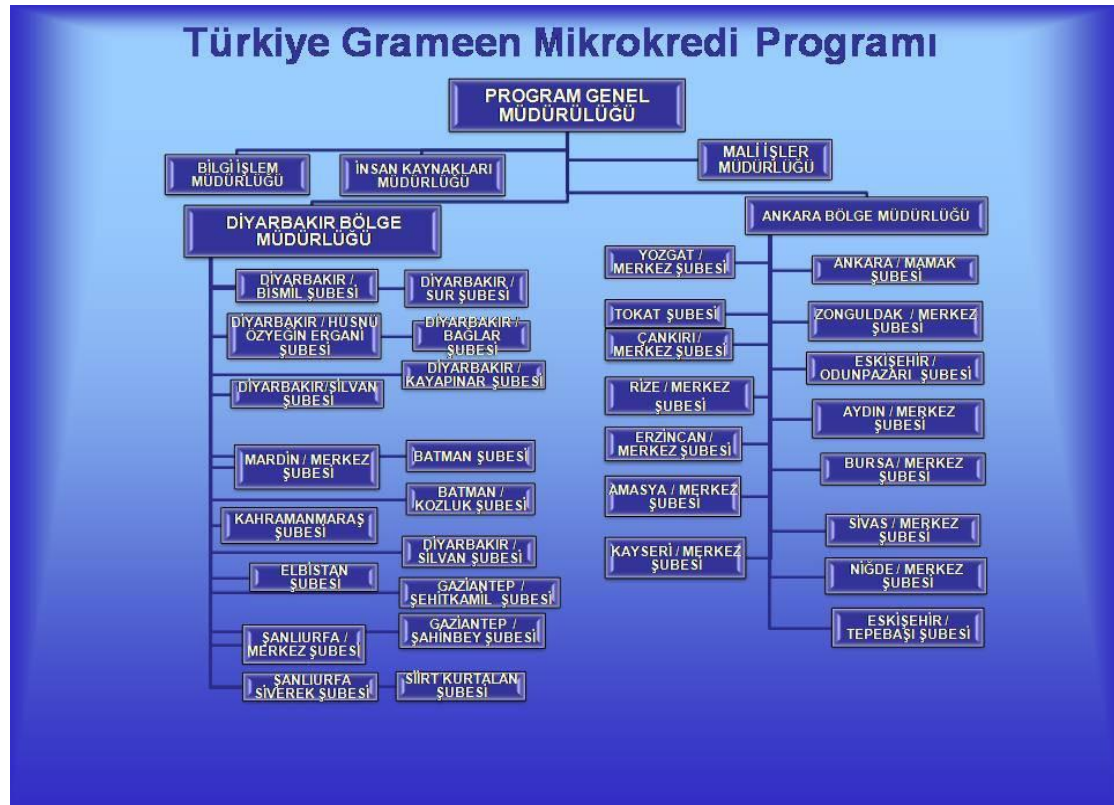 Türkiye Grameen Mikrokredi Programı
PROGRAM GENEL
MÜDÜRÜLÜĞÜ
BİLGİ İŞLEM
MÜDÜRLÜĞÜ
İNSAN KAYNAKLARI
MÜDÜRLÜĞÜ
MALİ İŞLER
MÜDÜRLÜĞÜ
DİYARBAKIR BÖLGE
MÜDÜRLÜĞÜ
DİYARBAKIR /
BİSMİL ŞUBESİ
DİYARBAKIR /
SUR ŞUBESİ
DİYARBAKIR / HÜSNÜ
ÖZYEĞİN ERGANİ
ŞUBESİ
DİYARBAKIR /
BAĞLAR
ŞUBESİ
DİYARBAKIR /
KAYAPINAR ŞUBESİ
DİYARBAKIR/SİLVAN
ŞUBESİ
MARDİN / MERKEZ
ŞUBESİ
BATMAN ŞUBESİ
BATMAN /
KOZLUK ŞUBESİ
KAHRAMANMARAŞ
ŞUBESİ
DİYARBAKIR /
SİLVAN ŞUBESİ
ELBİSTAN
ŞUBESİ
GAZİANTEP /
ŞEHİTKAMİL ŞUBESİ
GAZİANTEP /
ŞAHİNBEY ŞUBESİ
ŞANLIURFA /
MERKEZ ŞUBESİ
ŞANLIURFA
SİVEREK ŞUBESİ
SİİRT KURTALAN
ŞUBESİ
ANKARA BÖLGE MÜDÜRLÜĞÜ
YOZGAT /
MERKEZ ŞUBESİ
ANKARA / MAMAK
ŞUBESİ
TOKAT ŞUBESİ
ZONGULDAK / MERKEZ
ŞUBESİ
ÇANKIRI /
MERKEZ ŞUBESİ
ESKİŞEHİR /
ODUNPAZARI ŞUBESİ
RİZE / MERKEZ
ŞUBESİ
AYDIN / MERKEZ
ŞUBESİ
ERZİNCAN /
MERKEZ ŞUBESİ
BURSA / MERKEZ
ŞUBESİ
AMASYA / MERKEZ
ŞUBESİ
SİVAS / MERKEZ
ŞUBESİ
KAYSERİ / MERKEZ
ŞUBESİ
NİĞDE / MERKEZ
ŞUBESİ
ESKİŞEHİR /
TEPEBAŞI ŞUBESİ